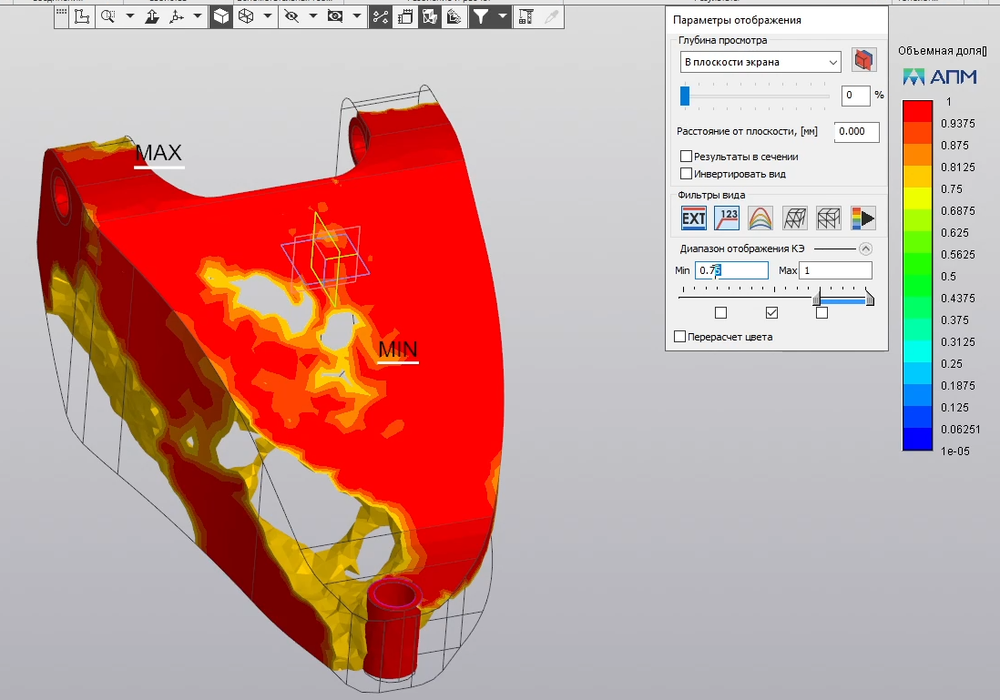 Параметры отображения
Глубина просмотра
В плоскости экрана
0 %
Расстояние от плоскости, [мм] 0.000
Результаты в сечении
Инвертировать вид
Фильтры вида
EXT 123
Диапазон отображения КЭ
Min 0.75 Max 1
Перерасчет цвета
Объемная доля[]
АПМ
1
0.9375
0.875
0.8125
0.75
0.6875
0.625
0.5625
0.5
0.4375
0.375
0.3125
0.25
0.1875
0.125
0.06251
1e-05
MAX
MIN